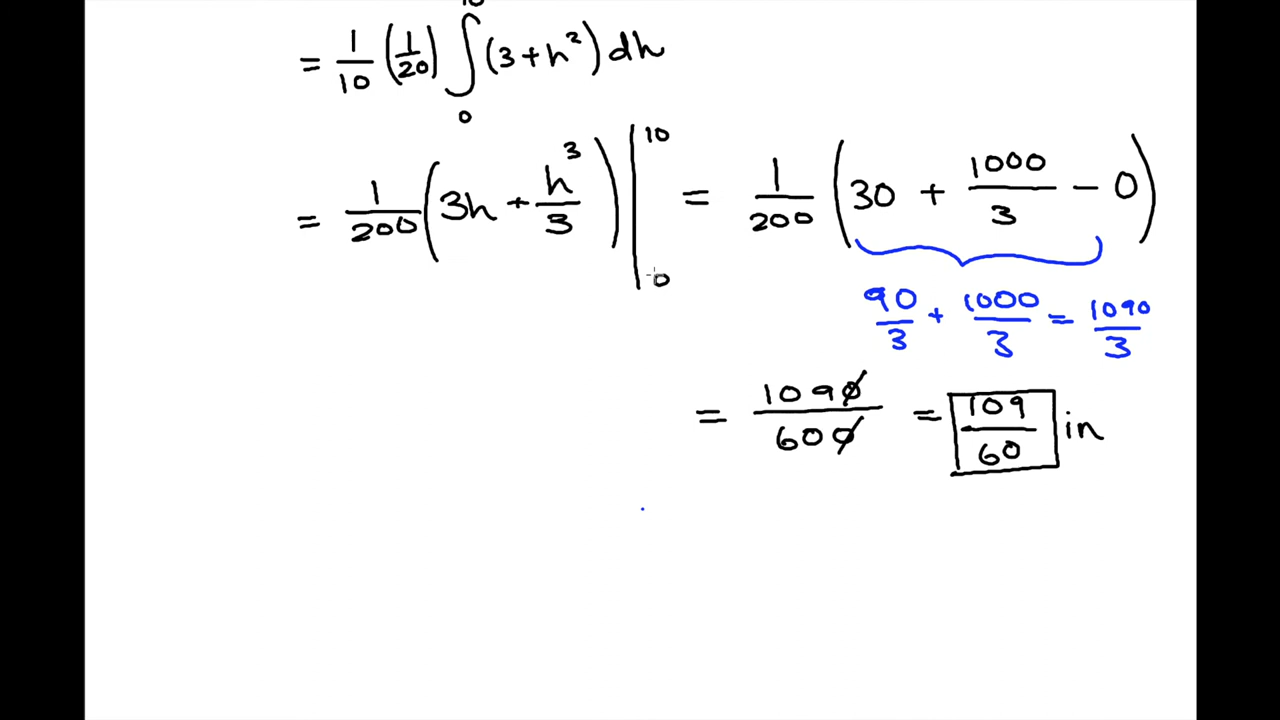 = 1/10 (1/20) ∫₀¹⁰ (3 + h²) dh
= 1/200 (3h + h³/3) |₀¹⁰ = 1/200 (30 + 1000/3 − 0)
90/3 + 1000/3 = 1090/3
= 1090/600 = 109/60 in